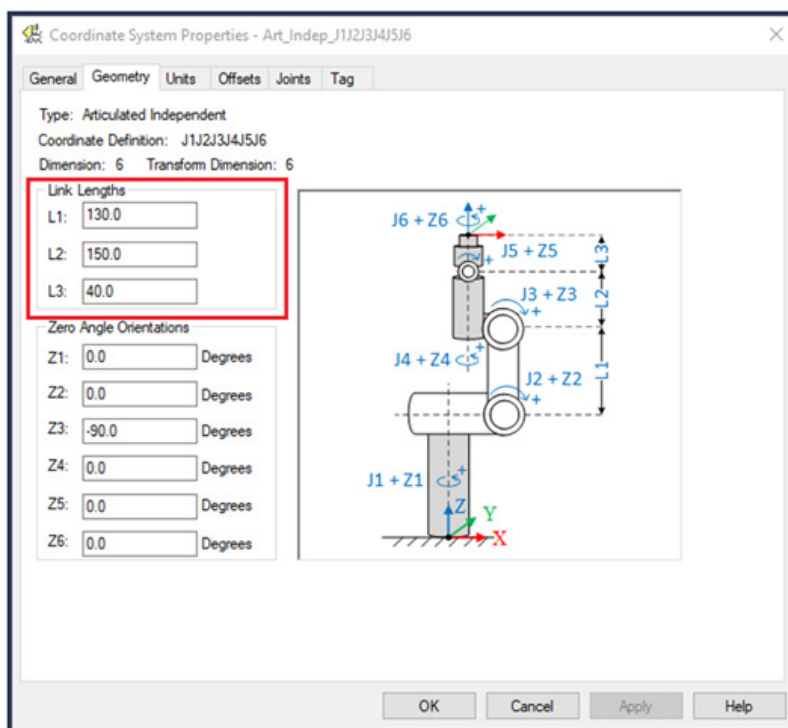 Coordinate System Properties - Art_Indep_J1J2J3J4J5J6
General Geometry Units Offsets Joints Tag
Type: Articulated Independent
Coordinate Definition: J1J2J3J4J5J6
Dimension: 6 Transform Dimension: 6
Link Lengths
L1: 130.0
L2: 150.0
L3: 40.0
Zero Angle Orientations
Z1: 0.0 Degrees
Z2: 0.0 Degrees
Z3: -90.0 Degrees
Z4: 0.0 Degrees
Z5: 0.0 Degrees
Z6: 0.0 Degrees
J6 + Z6 +
J5 + Z5 +
L3
J3 + Z3 +
L2
J4 + Z4 +
J2 + Z2 +
L1
J1 + Z1 +
Z
Y
X
OK Cancel Apply Help